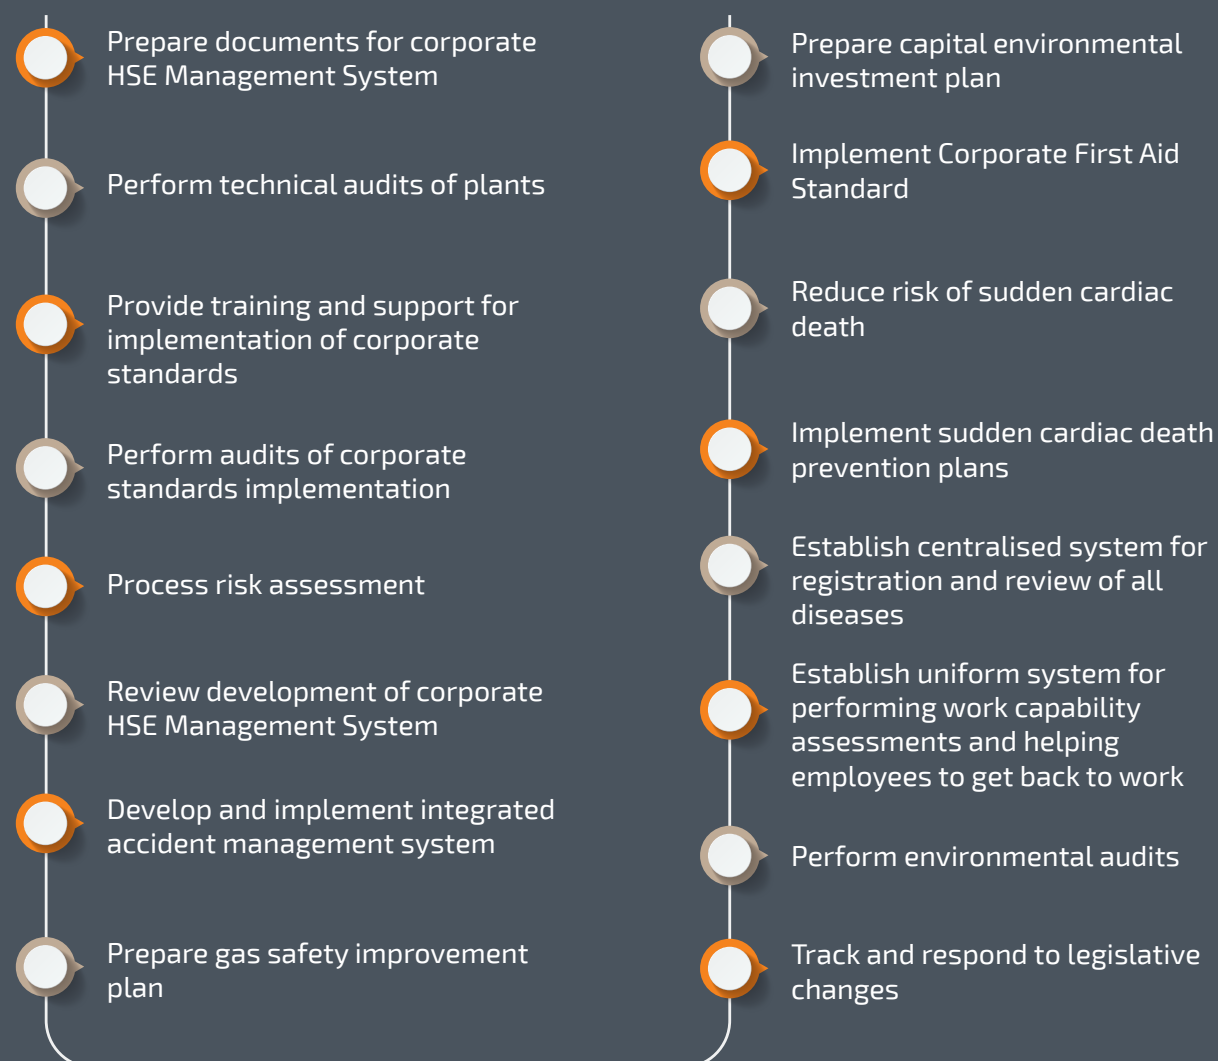 Prepare documents for corporate
HSE Management System
Perform technical audits of plants
Provide training and support for
implementation of corporate
standards
Perform audits of corporate
standards implementation
Process risk assessment
Review development of corporate
HSE Management System
Develop and implement integrated
accident management system
Prepare gas safety improvement
plan
Prepare capital environmental
investment plan
Implement Corporate First Aid
Standard
Reduce risk of sudden cardiac
death
Implement sudden cardiac death
prevention plans
Establish centralised system for
registration and review of all
diseases
Establish uniform system for
performing work capability
assessments and helping
employees to get back to work
Perform environmental audits
Track and respond to legislative
changes